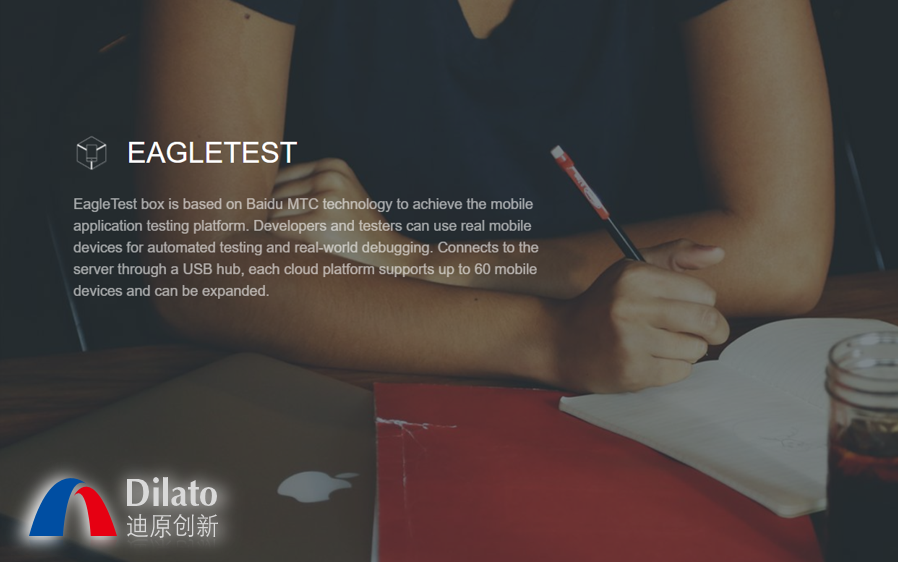 EAGLETEST
EagleTest box is based on Baidu MTC technology to achieve the mobile
application testing platform. Developers and testers can use real mobile
devices for automated testing and real-world debugging. Connects to the
server through a USB hub, each cloud platform supports up to 60 mobile
devices and can be expanded.
Dilato
迪原创新